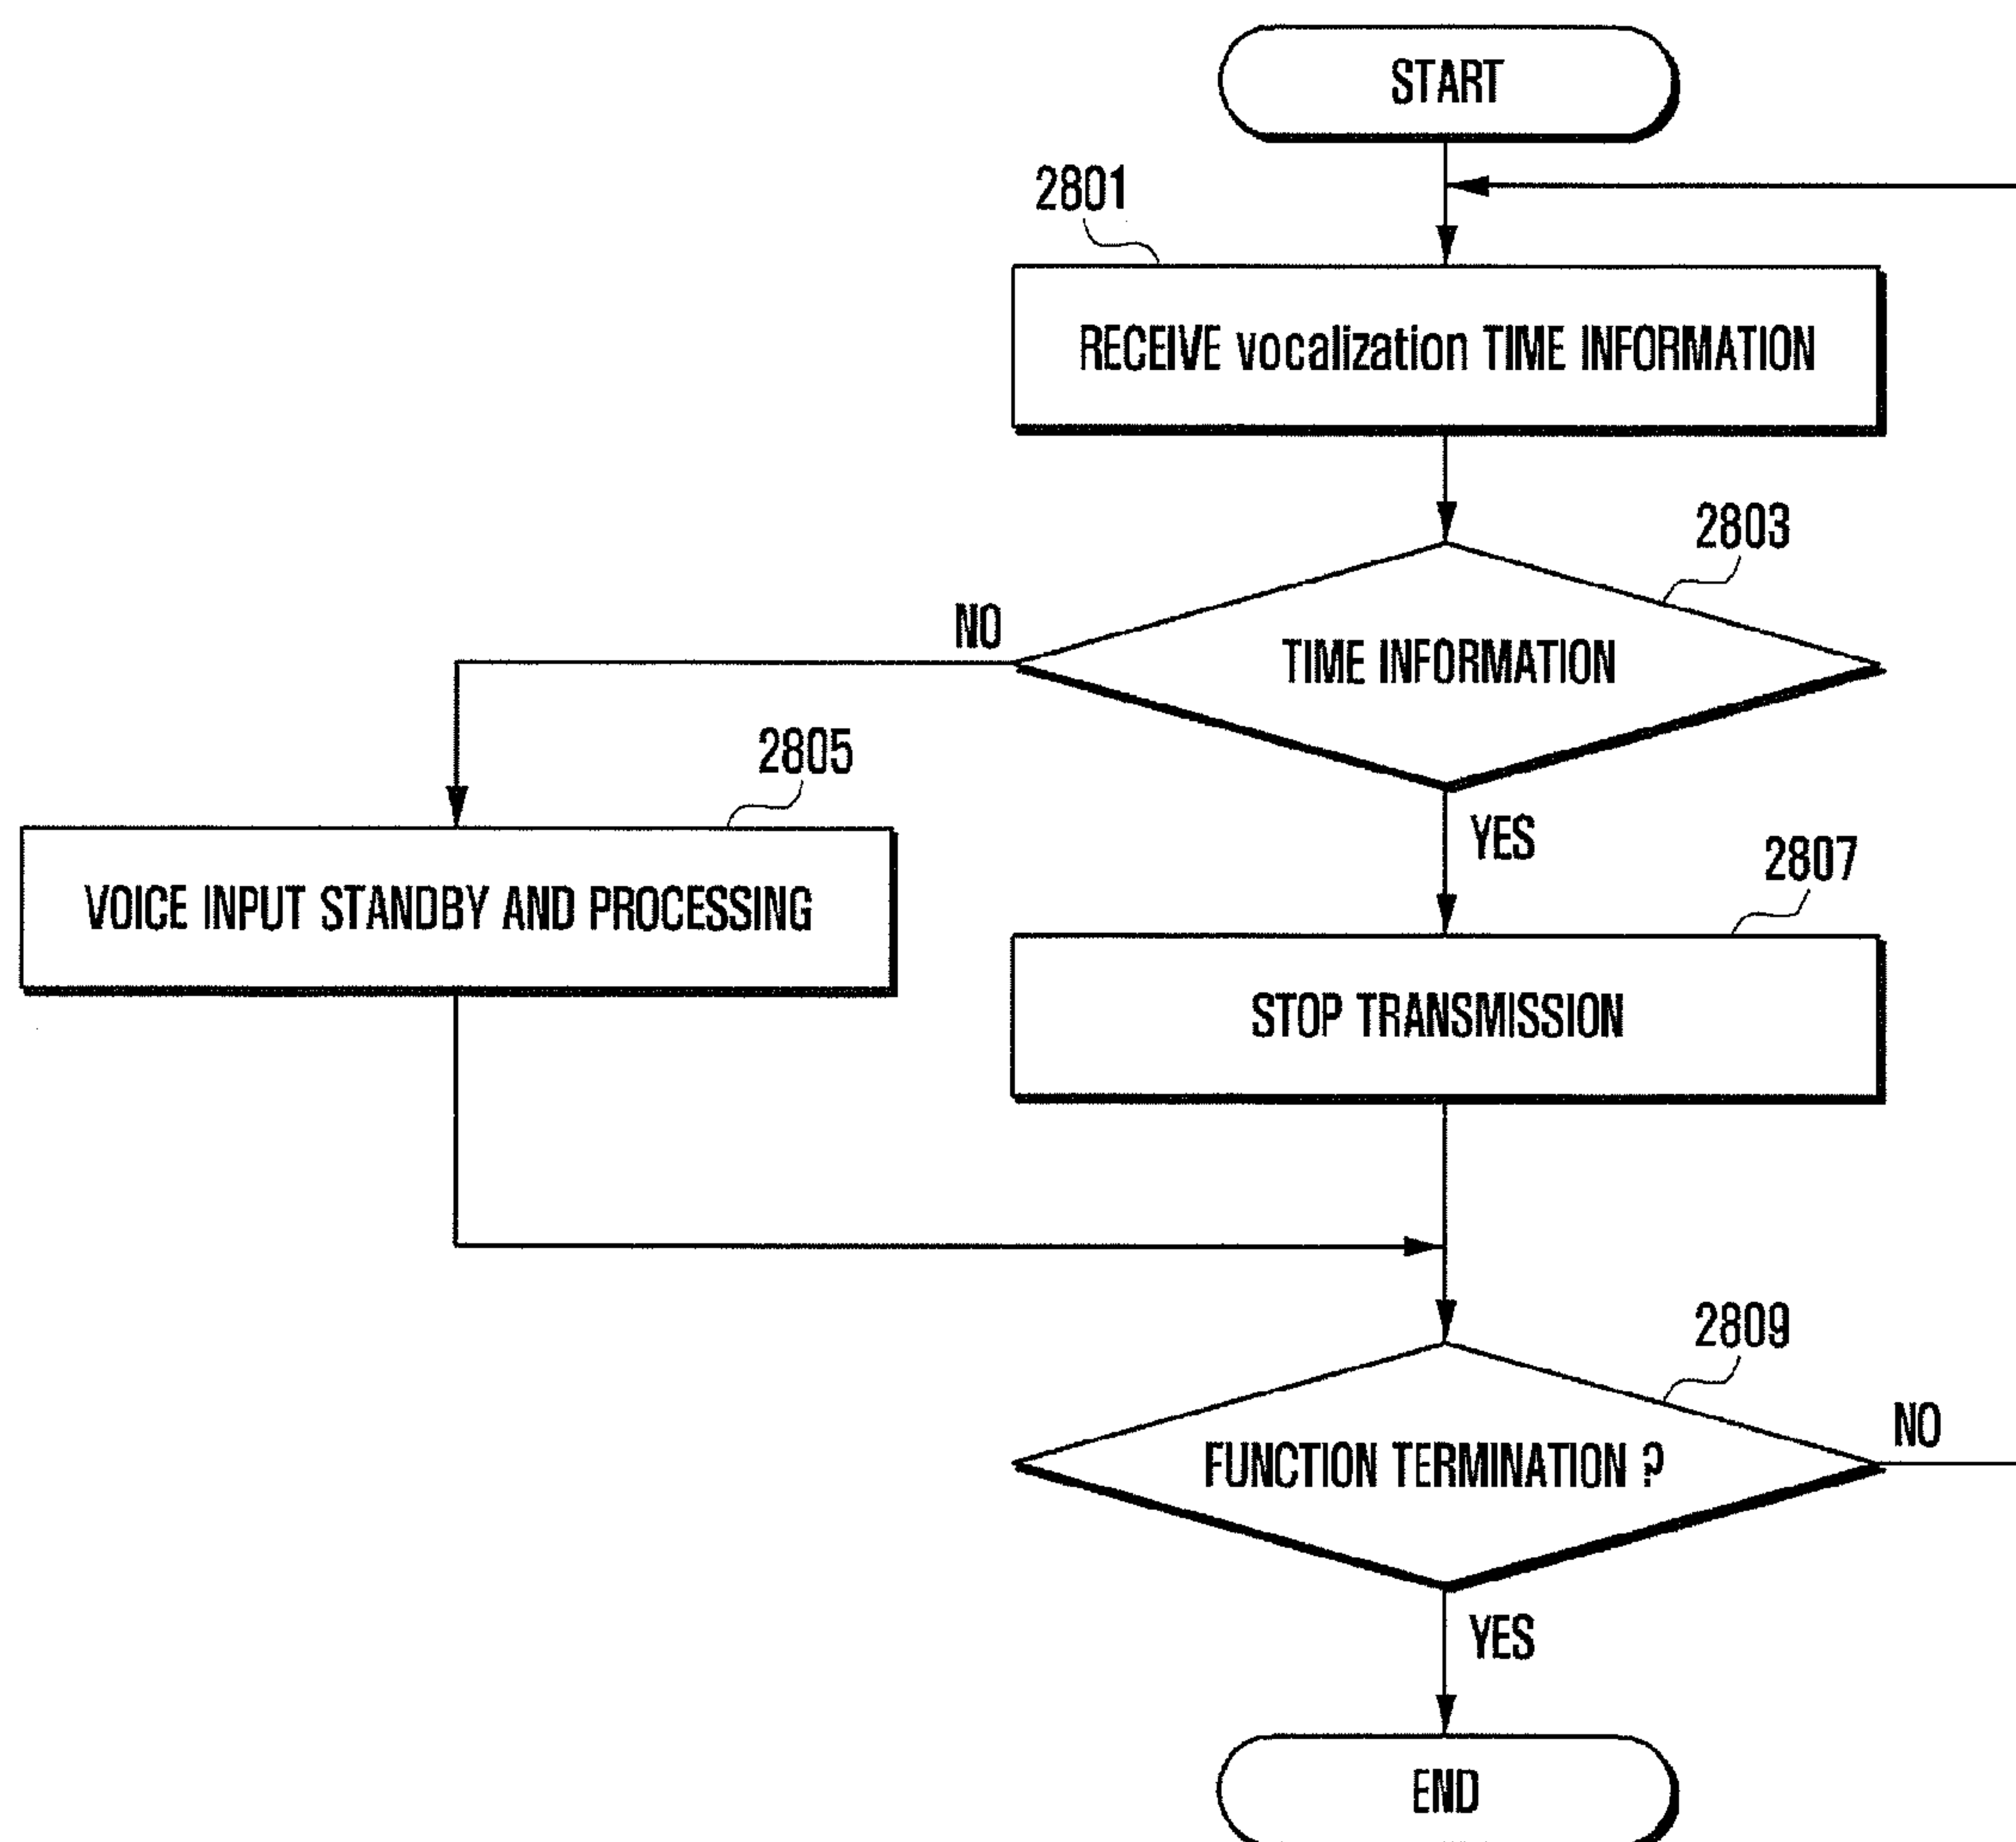 START
2801
RECEIVE vocalization TIME INFORMATION
2803
NO
TIME INFORMATION
2805
YES
2807
VOICE INPUT STANDBY AND PROCESSING
STOP TRANSMISSION
2809
NO
FUNCTION TERMINATION ?
YES
END